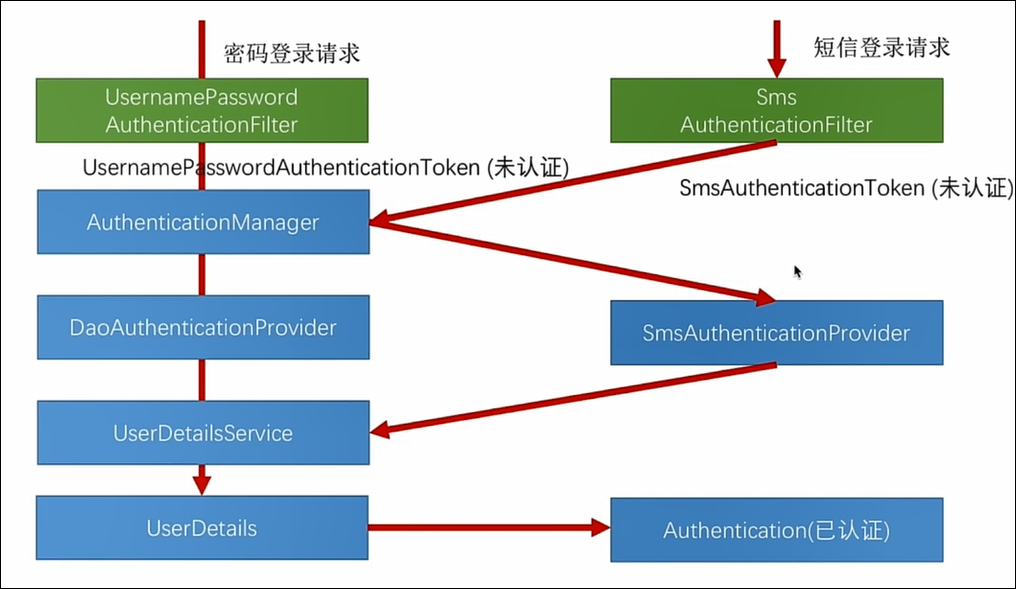 密码登录请求
短信登录请求
UsernamePassword
AuthenticationFilter
Sms
AuthenticationFilter
UsernamePasswordAuthenticationToken (未认证)
SmsAuthenticationToken (未认证)
AuthenticationManager
DaoAuthenticationProvider
SmsAuthenticationProvider
UserDetailsService
UserDetails
Authentication(已认证)